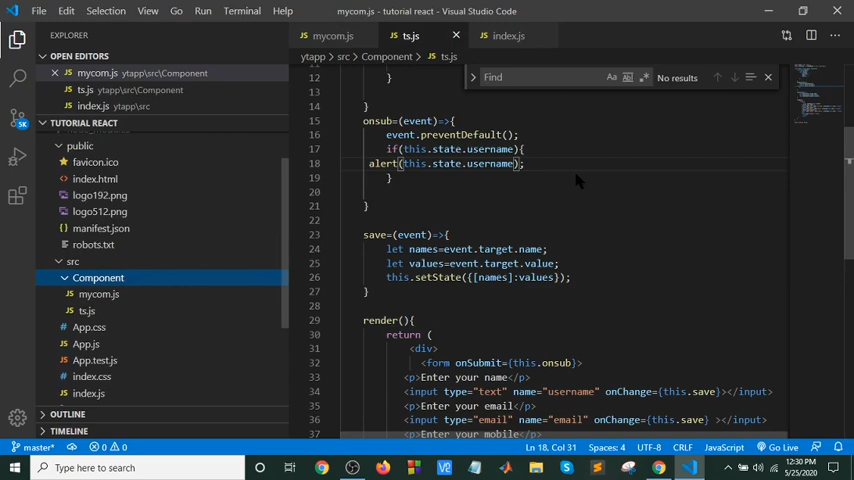 File Edit Selection View Go Run Terminal Help
mycom.js - tutorial react - Visual Studio Code
EXPLORER
OPEN EDITORS
JS mycom.js ytapp\src\Component
JS ts.js ytapp\src\Component
JS index.js ytapp\src
TUTORIAL REACT
public
favicon.ico
index.html
logo192.png
logo512.png
manifest.json
robots.txt
src
Component
JS mycom.js
JS ts.js
# App.css
JS App.js
JS App.test.js
# index.css
JS index.js
OUTLINE
TIMELINE
5K
JS mycom.js
JS ts.js
JS index.js
ytapp > src > Component > JS ts.js
Find
Aa Abl .*
No results
12 }
13
14 }
15 onsub=(event)=>{
16 event.preventDefault();
17 if(this.state.username){
18 alert(this.state.username);
19 }
20
21 }
22
23 save=(event)=>{
24 let names=event.target.name;
25 let values=event.target.value;
26 this.setState({[names]:values});
27 }
28
29 render(){
30 return (
31 <div>
32 <form onSubmit={this.onsub}>
33 <p>Enter your name</p>
34 <input type="text" name="username" onChange={this.save}></input>
35 <p>Enter your email</p>
36 <input type="email" name="email" onChange={this.save} ></input>
37 <p>Enter your mobile</p>
master* 0 0
Ln 18, Col 31 Spaces: 4 UTF-8 CRLF JavaScript Go Live
Type here to search
12:30 PM
5/25/2020